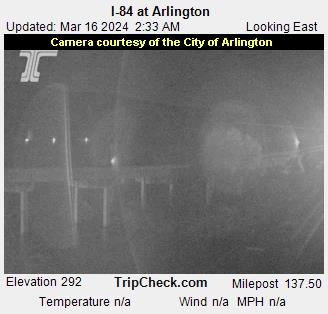 I-84 at Arlington
Updated: Mar 16 2024 2:33 AM Looking East
Camera courtesy of the City of Arlington
Elevation 292 TripCheck.com Milepost 137.50
Temperature n/a Wind n/a MPH n/a